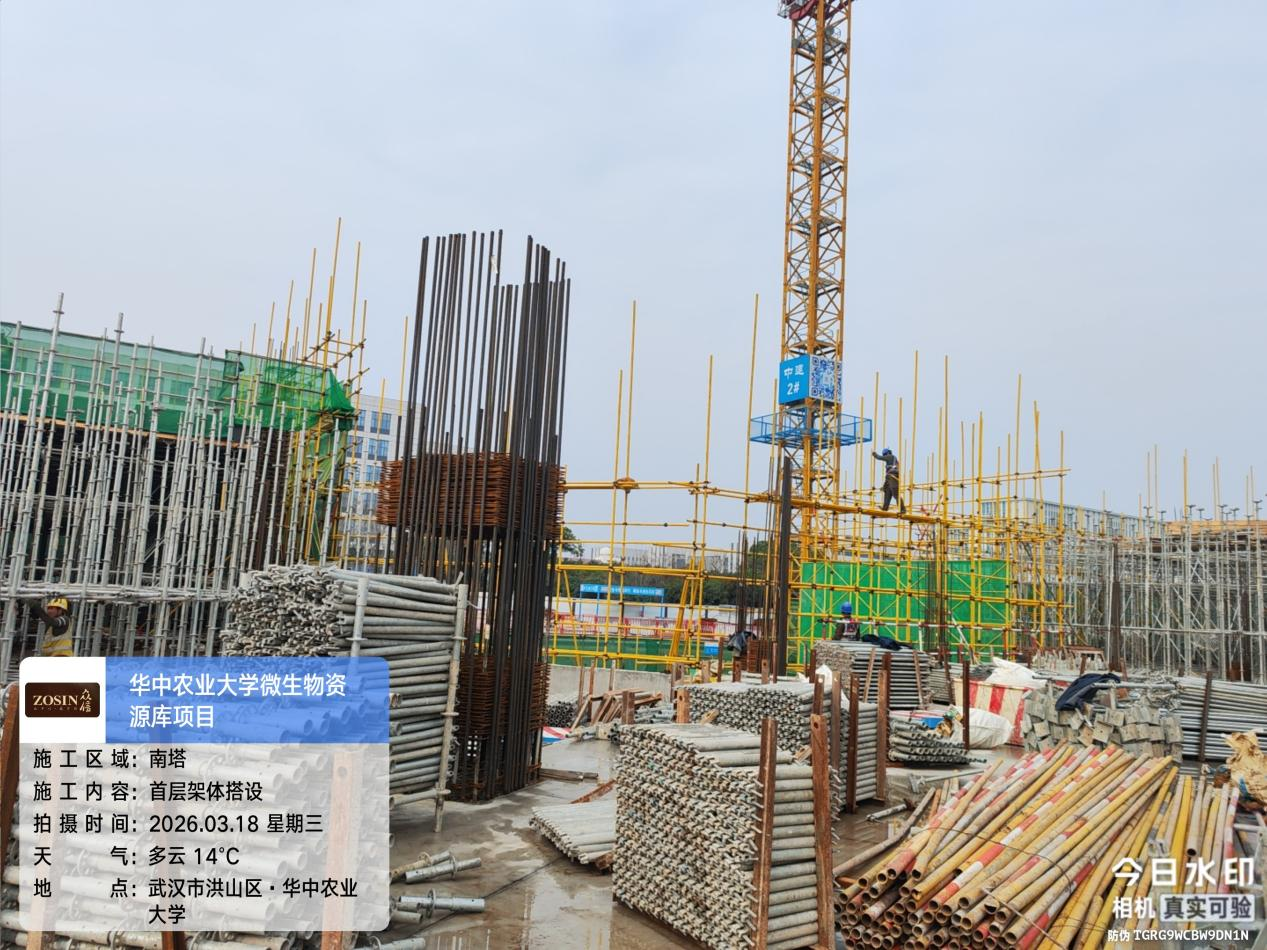 中建
2#
ZOSIN 众信
华中农业大学微生物资
源库项目
施工区域：南塔
施工内容：首层架体搭设
拍摄时间：2026.03.18 星期三
天气：多云 14℃
地点：武汉市洪山区·华中农业
大学
今日水印
相机 真实可验
防伪 TGRG9WCBW9DN1N